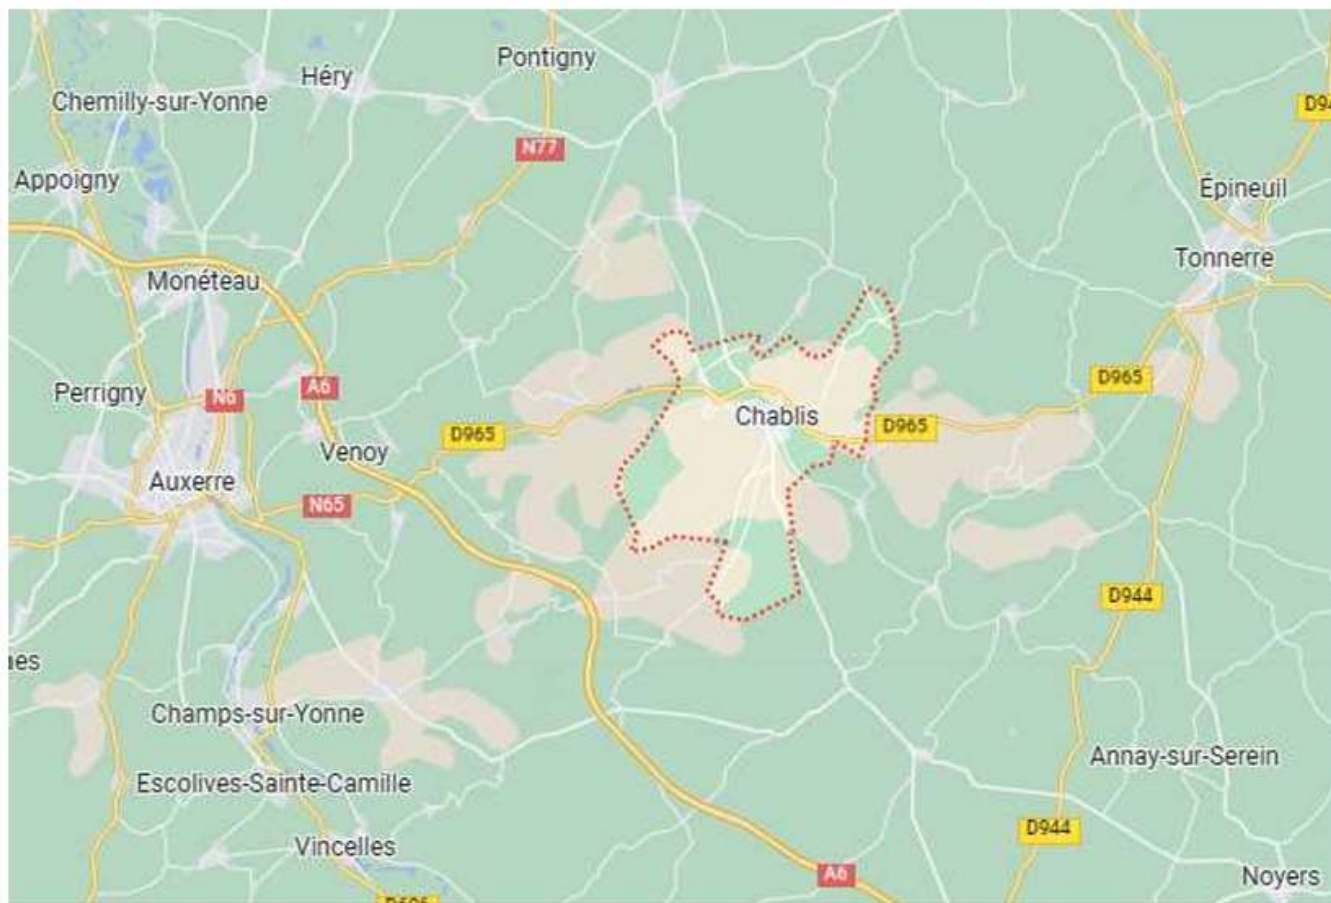 Pontigny
Héry
Chemilly-sur-Yonne
N77
Appoigny
Épineuil
Tonnerre
Monéteau
A6
D965
Perrigny
N6
Chablis
D965
D965
Venoy
Auxerre
N65
D944
Champs-sur-Yonne
Annay-sur-Serein
Escolives-Sainte-Camille
D944
Vincelles
A6
Noyers